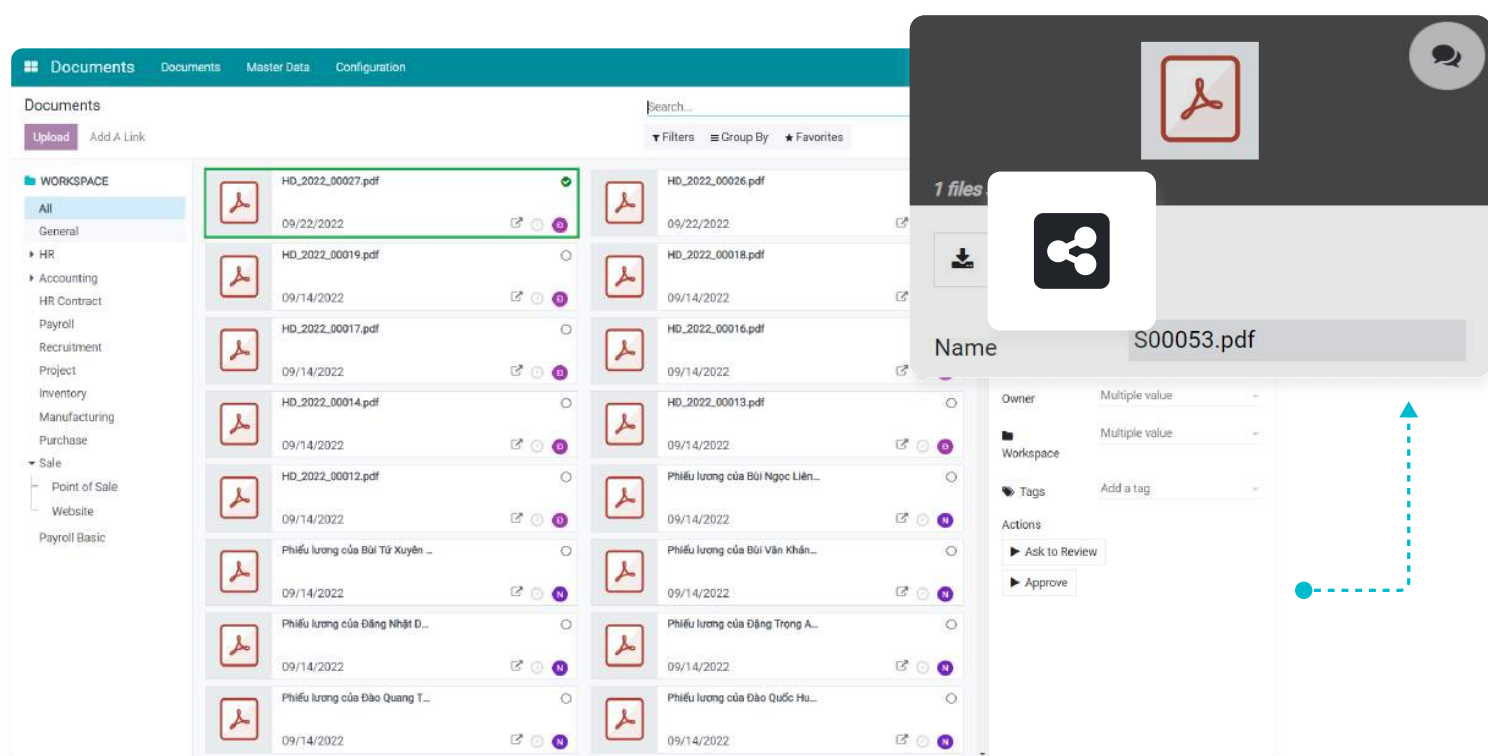 Documents Documents Master Data Configuration
Documents
Search...
Upload Add A Link
Filters Group By Favorites
WORKSPACE
All
General
HR
Accounting
HR Contract
Payroll
Recruitment
Project
Inventory
Manufacturing
Purchase
Sale
Point of Sale
Website
Payroll Basic
HD_2022_00027.pdf
09/22/2022
Đ
HD_2022_00026.pdf
09/22/2022
HD_2022_00019.pdf
09/14/2022
Đ
HD_2022_00018.pdf
09/14/2022
HD_2022_00017.pdf
09/14/2022
Đ
HD_2022_00016.pdf
09/14/2022
HD_2022_00014.pdf
09/14/2022
Đ
HD_2022_00013.pdf
09/14/2022
Đ
HD_2022_00012.pdf
09/14/2022
Đ
Phiếu lương của Bùi Ngọc Liên...
09/14/2022
N
Phiếu lương của Bùi Tứ Xuyên ...
09/14/2022
N
Phiếu lương của Bùi Văn Khán...
09/14/2022
N
Phiếu lương của Đăng Nhật D...
09/14/2022
N
Phiếu lương của Đặng Trọng A...
09/14/2022
N
Phiếu lương của Đào Quang T...
09/14/2022
N
Phiếu lương của Đào Quốc Hu...
09/14/2022
N
1 files
Name S00053.pdf
Owner Multiple value
Workspace Multiple value
Tags Add a tag
Actions
Ask to Review
Approve